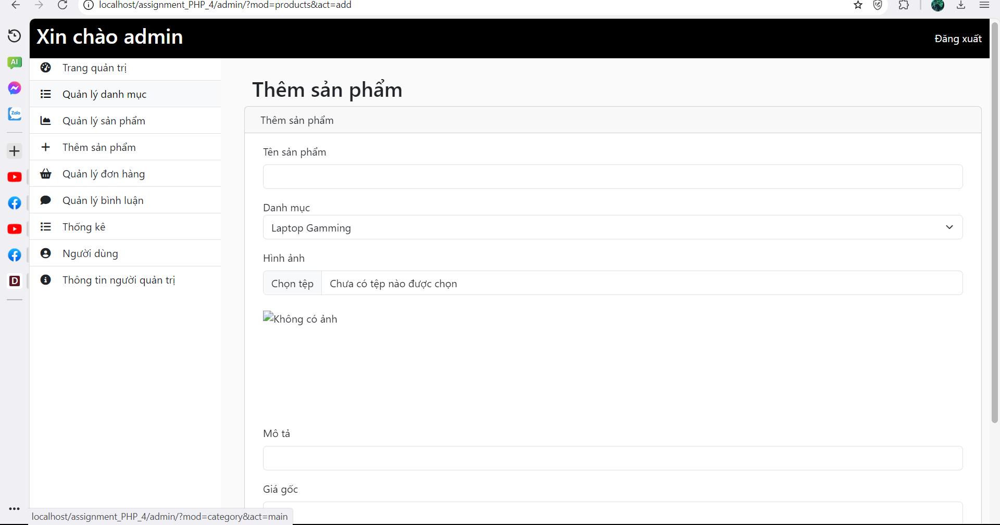 localhost/assignment_PHP_4/admin/?mod=products&act=add
Xin chào admin
Đăng xuất
AI
Zalo
D
Trang quản trị
Quản lý danh mục
Quản lý sản phẩm
Thêm sản phẩm
Quản lý đơn hàng
Quản lý bình luận
Thống kê
Người dùng
Thông tin người quản trị
Thêm sản phẩm
Thêm sản phẩm
Tên sản phẩm
Danh mục
Laptop Gamming
Hình ảnh
Chọn tệp Chưa có tệp nào được chọn
Không có ảnh
Mô tả
Giá gốc
localhost/assignment_PHP_4/admin/?mod=category&act=main